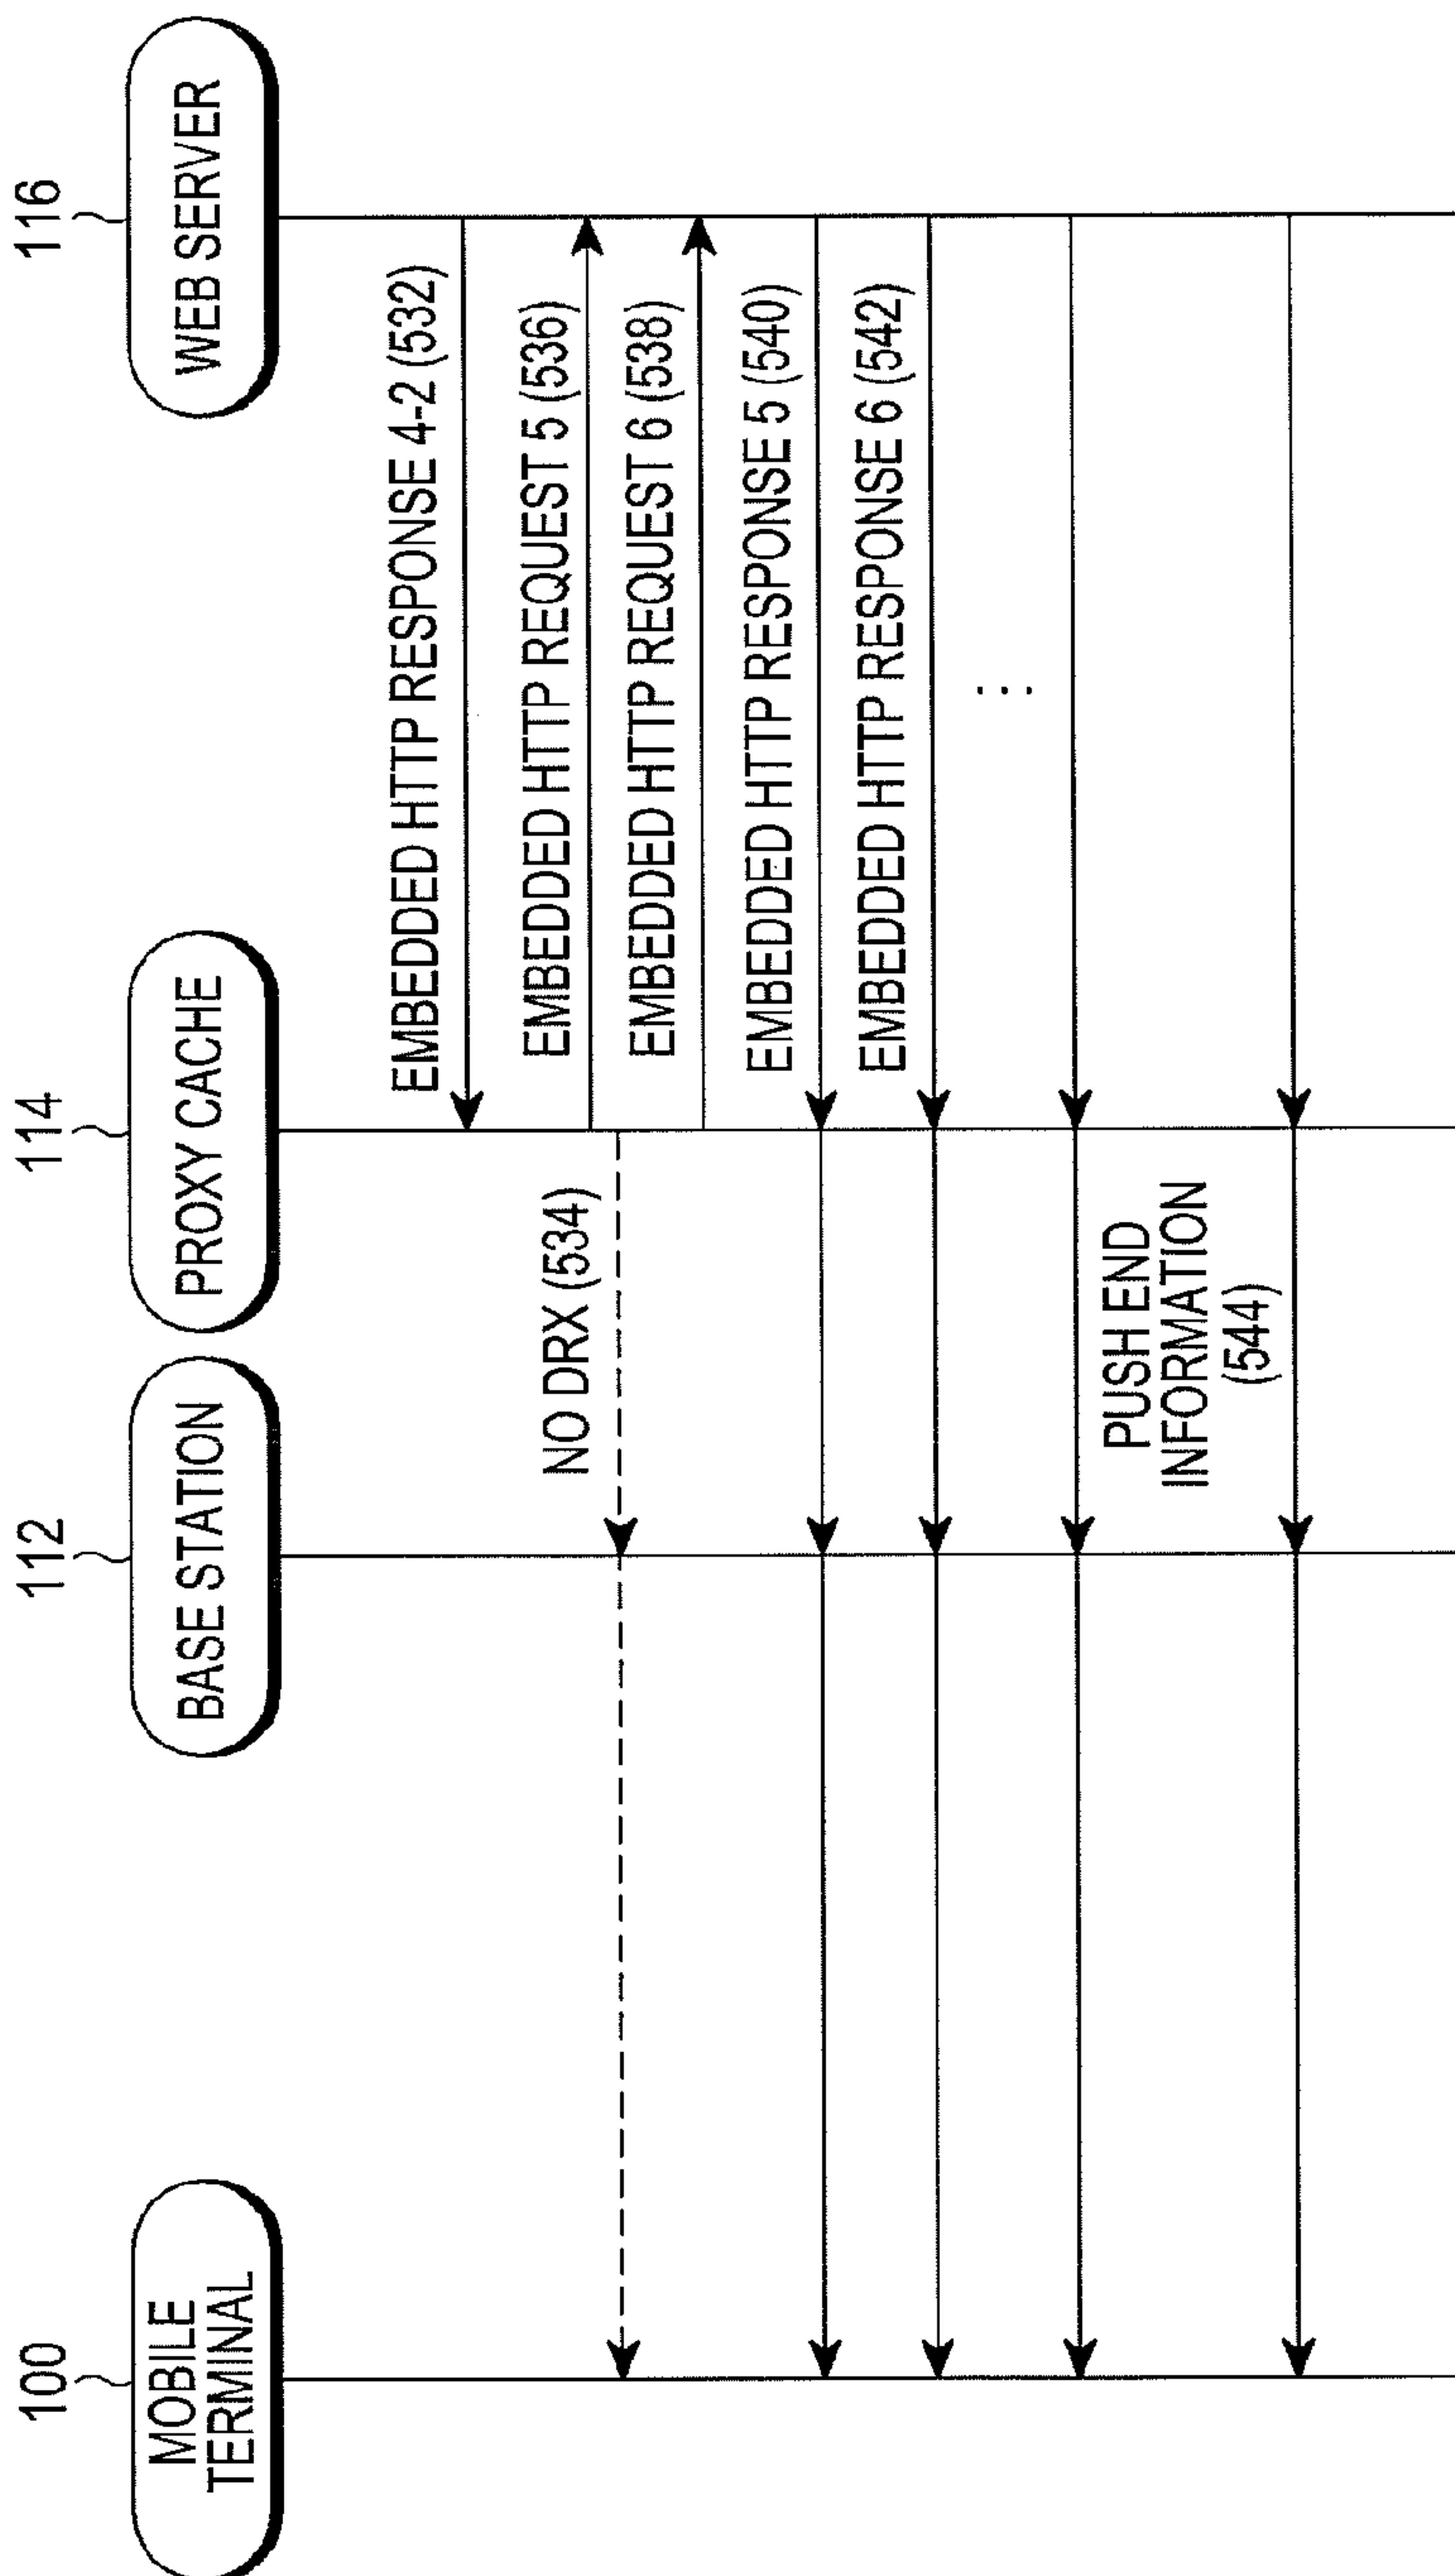 100
MOBILE
TERMINAL
112
BASE STATION
114
PROXY CACHE
116
WEB SERVER
EMBEDDED HTTP RESPONSE 4-2 (532)
NO DRX (534)
EMBEDDED HTTP REQUEST 5 (536)
EMBEDDED HTTP REQUEST 6 (538)
EMBEDDED HTTP RESPONSE 5 (540)
EMBEDDED HTTP RESPONSE 6 (542)
...
PUSH END
INFORMATION
(544)